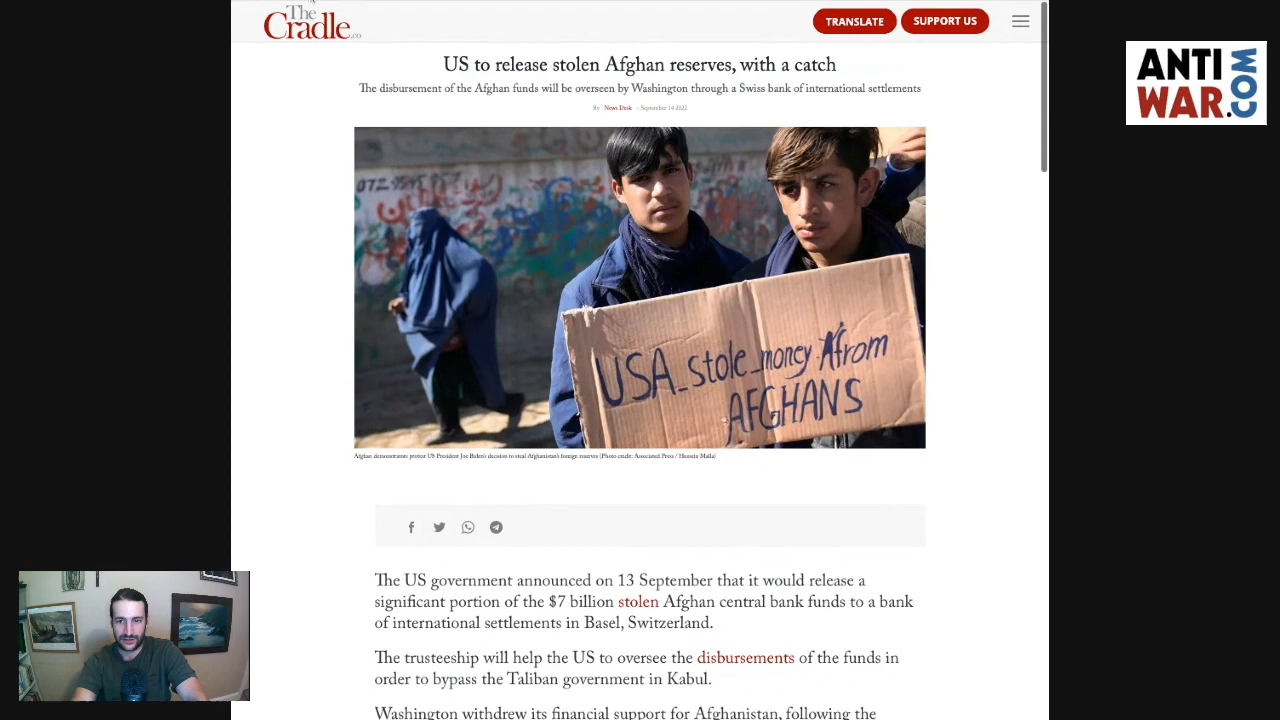 The
Cradle.co
TRANSLATE
SUPPORT US
ANTI
WAR.COM
US to release stolen Afghan reserves, with a catch
The disbursement of the Afghan funds will be overseen by Washington through a Swiss bank of international settlements
By News Desk - September 14 2022
USA_stole_money from
AFGHANS
Afghan demonstrators protest US President Joe Biden's decision to steal Afghanistan's foreign reserves (Photo credit: Associated Press / Hussein Malla)
The US government announced on 13 September that it would release a
significant portion of the $7 billion stolen Afghan central bank funds to a bank
of international settlements in Basel, Switzerland.
The trusteeship will help the US to oversee the disbursements of the funds in
order to bypass the Taliban government in Kabul.
Washington withdrew its financial support for Afghanistan, following the